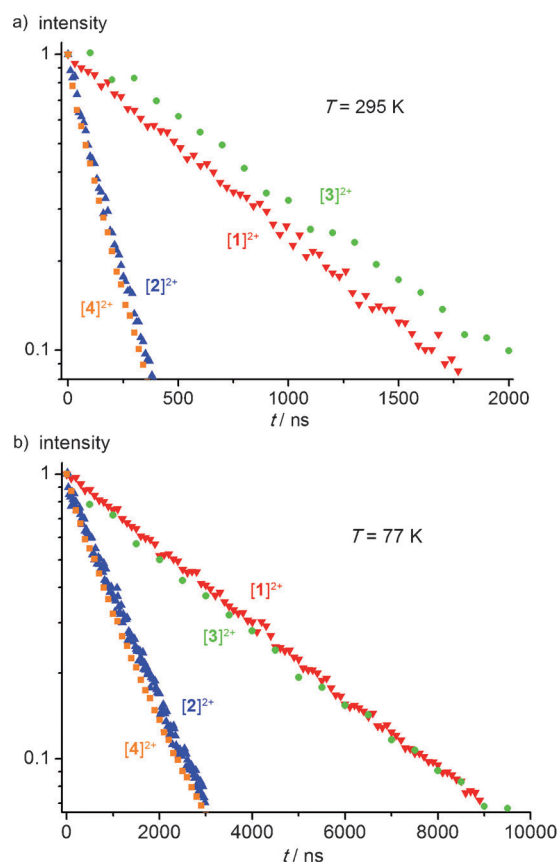 a) intensity
1
T = 295 K
[3]²⁺
[1]²⁺
[2]²⁺
[4]²⁺
0.1
0 500 1000 1500 2000
t / ns
b) intensity
1
T = 77 K
[1]²⁺
[3]²⁺
[2]²⁺
[4]²⁺
0.1
0 2000 4000 6000 8000 10000
t / ns